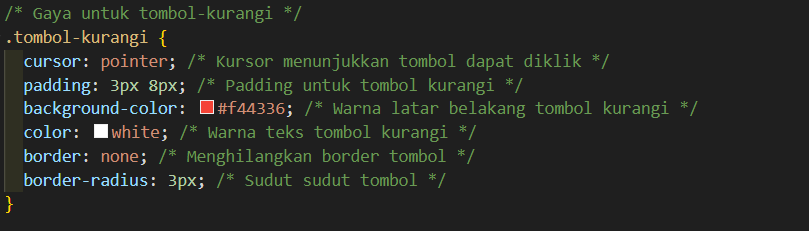 /* Gaya untuk tombol-kurangi */
.tombol-kurangi {
  cursor: pointer; /* Kursor menunjukkan tombol dapat diklik */
  padding: 3px 8px; /* Padding untuk tombol kurangi */
  background-color: #f44336; /* Warna latar belakang tombol kurangi */
  color: white; /* Warna teks tombol kurangi */
  border: none; /* Menghilangkan border tombol */
  border-radius: 3px; /* Sudut sudut tombol */
}